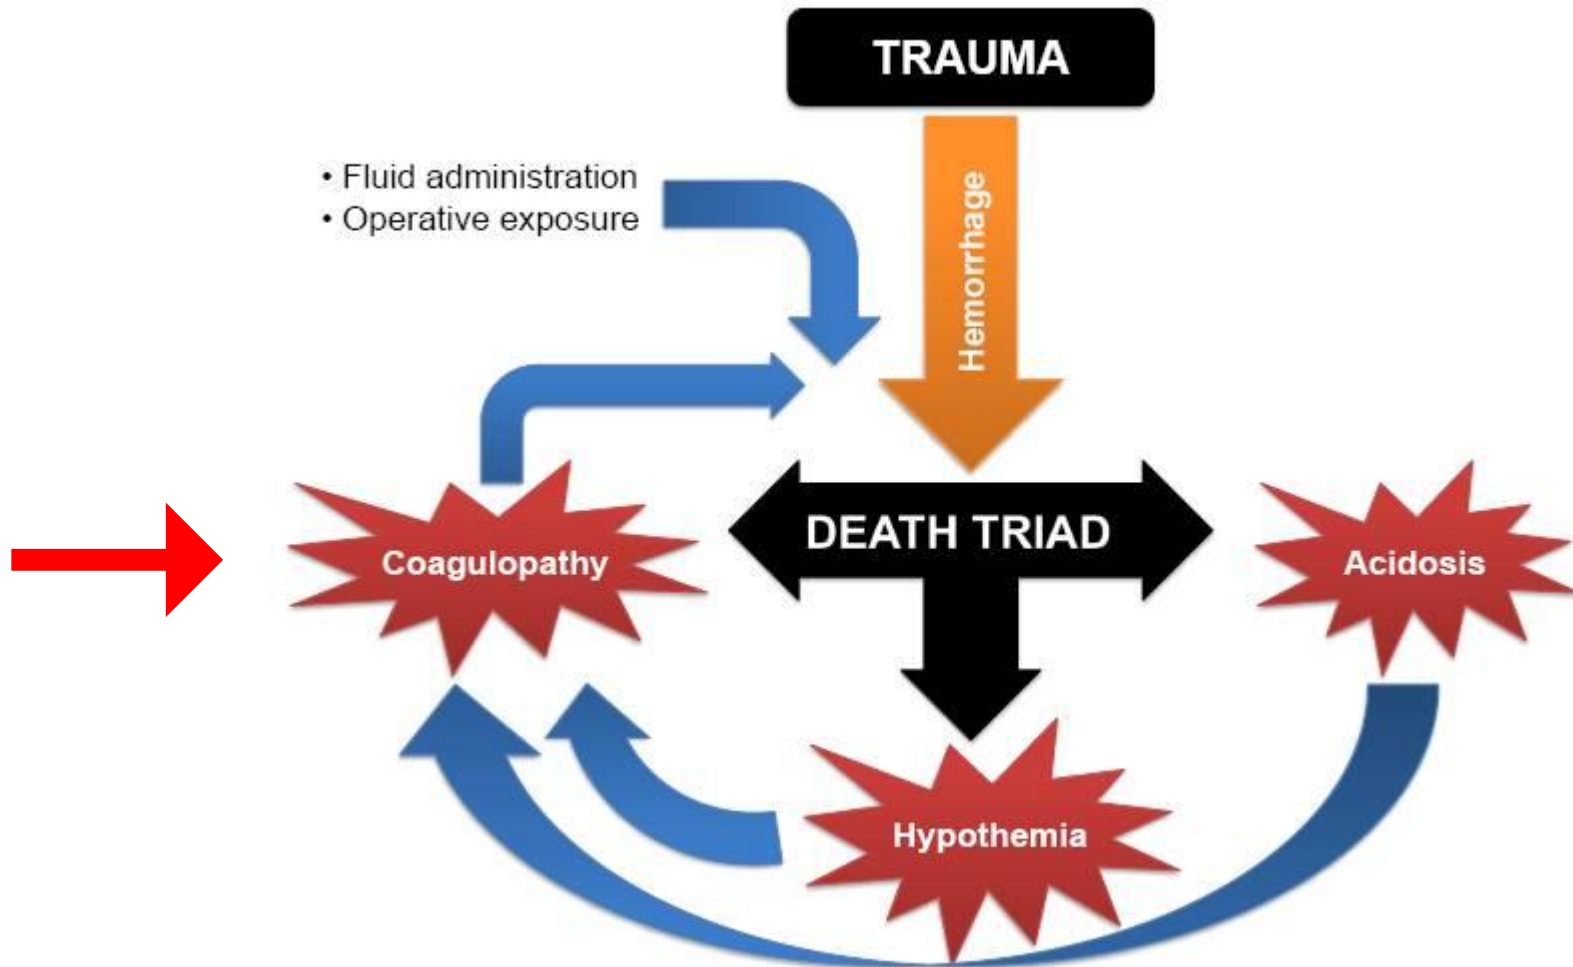 TRAUMA
• Fluid administration
• Operative exposure
Hemorrhage
DEATH TRIAD
Coagulopathy
Acidosis
Hypothemia